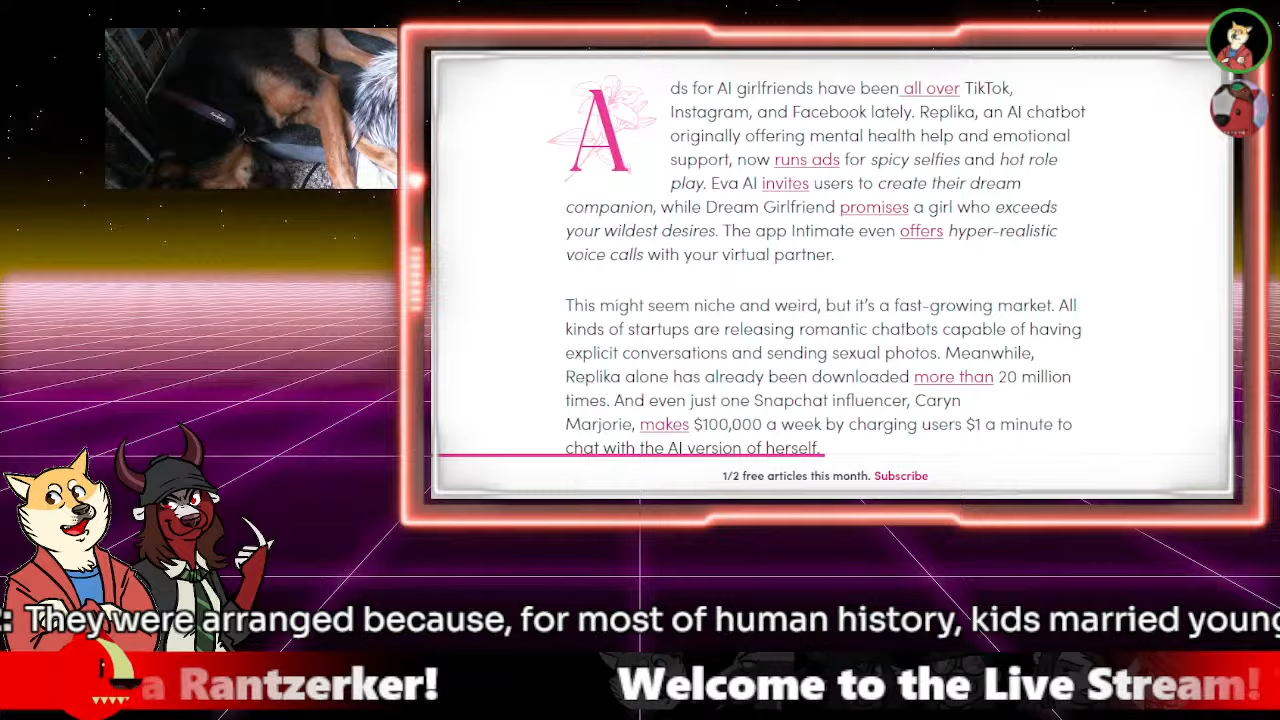 Ads for AI girlfriends have been all over TikTok,
Instagram, and Facebook lately. Replika, an AI chatbot
originally offering mental health help and emotional
support, now runs ads for spicy selfies and hot role
play. Eva AI invites users to create their dream
companion, while Dream Girlfriend promises a girl who exceeds
your wildest desires. The app Intimate even offers hyper-realistic
voice calls with your virtual partner.
This might seem niche and weird, but it’s a fast-growing market. All
kinds of startups are releasing romantic chatbots capable of having
explicit conversations and sending sexual photos. Meanwhile,
Replika alone has already been downloaded more than 20 million
times. And even just one Snapchat influencer, Caryn
Marjorie, makes $100,000 a week by charging users $1 a minute to
chat with the AI version of herself.
1/2 free articles this month. Subscribe
: They were arranged because, for most of human history, kids married young
a Rantzerker! Welcome to the Live Stream!